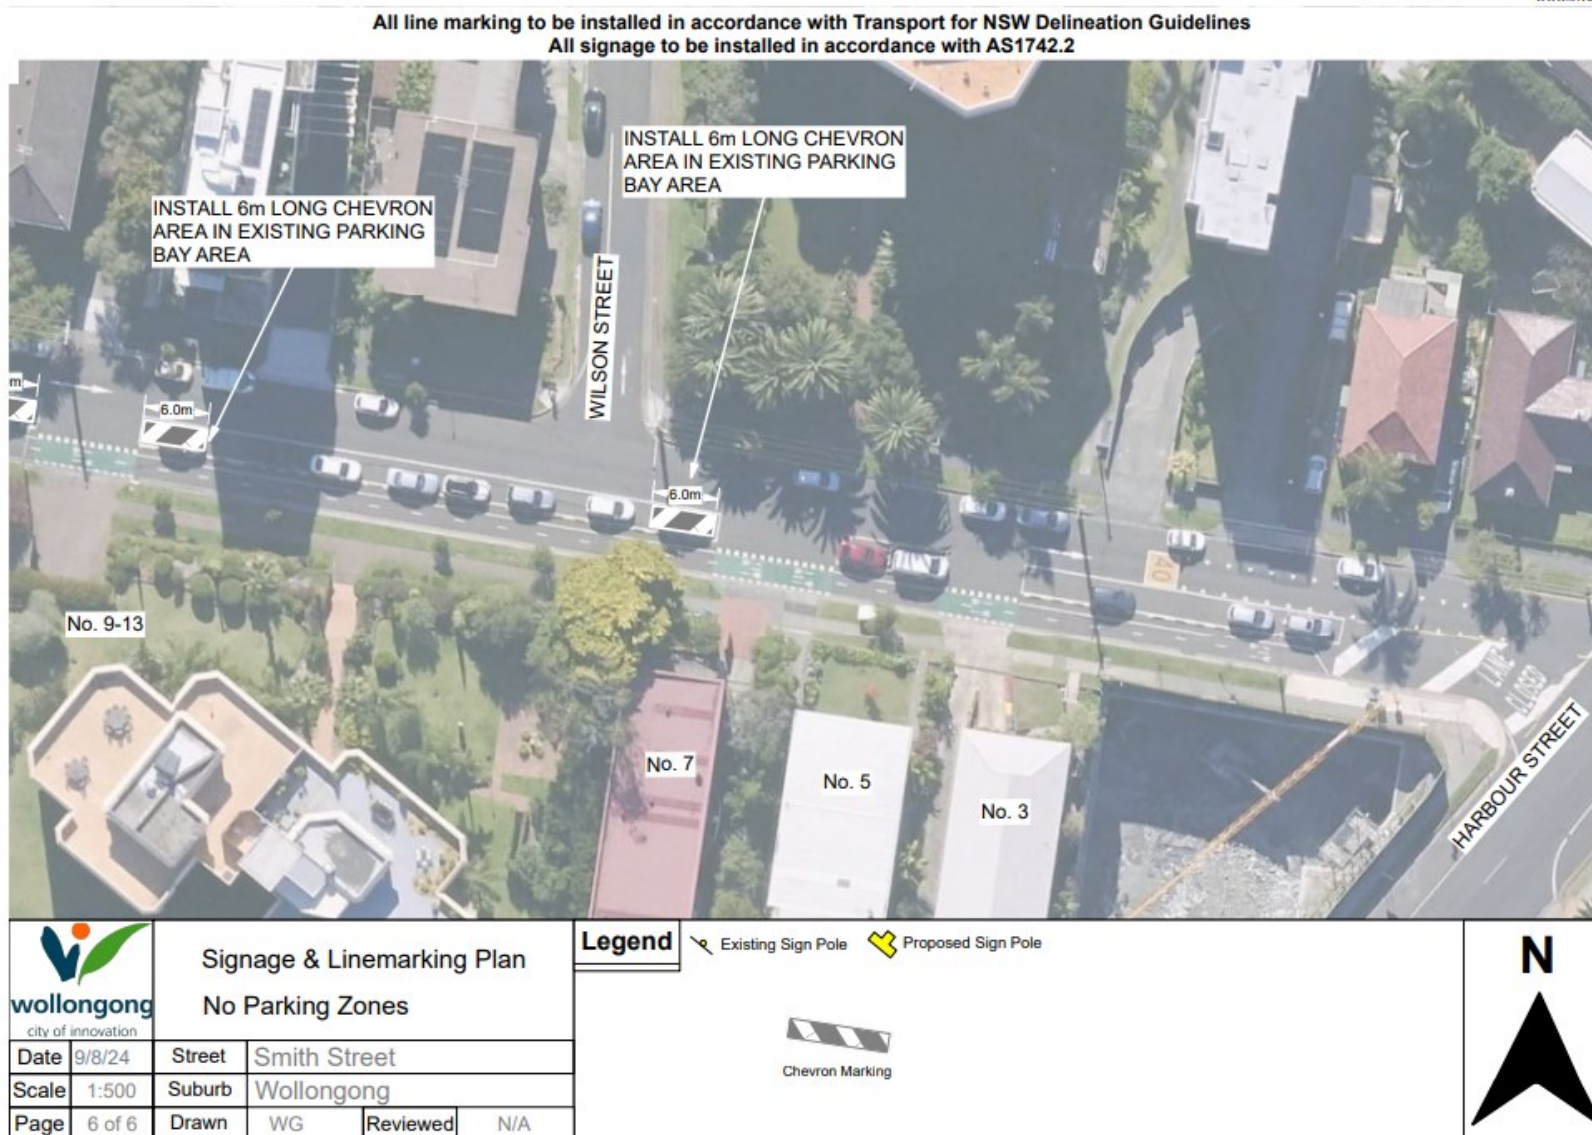 All line marking to be installed in accordance with Transport for NSW Delineation Guidelines
All signage to be installed in accordance with AS1742.2
INSTALL 6m LONG CHEVRON
AREA IN EXISTING PARKING
BAY AREA
INSTALL 6m LONG CHEVRON
AREA IN EXISTING PARKING
BAY AREA
WILSON STREET
m
6.0m
6.0m
40
LANE
CLOSED
HARBOUR STREET
No. 9-13
No. 7
No. 5
No. 3
wollongong
city of innovation
Signage & Linemarking Plan
No Parking Zones
Date 9/8/24 Street Smith Street
Scale 1:500 Suburb Wollongong
Page 6 of 6 Drawn WG Reviewed N/A
Legend
Existing Sign Pole
Proposed Sign Pole
Chevron Marking
N